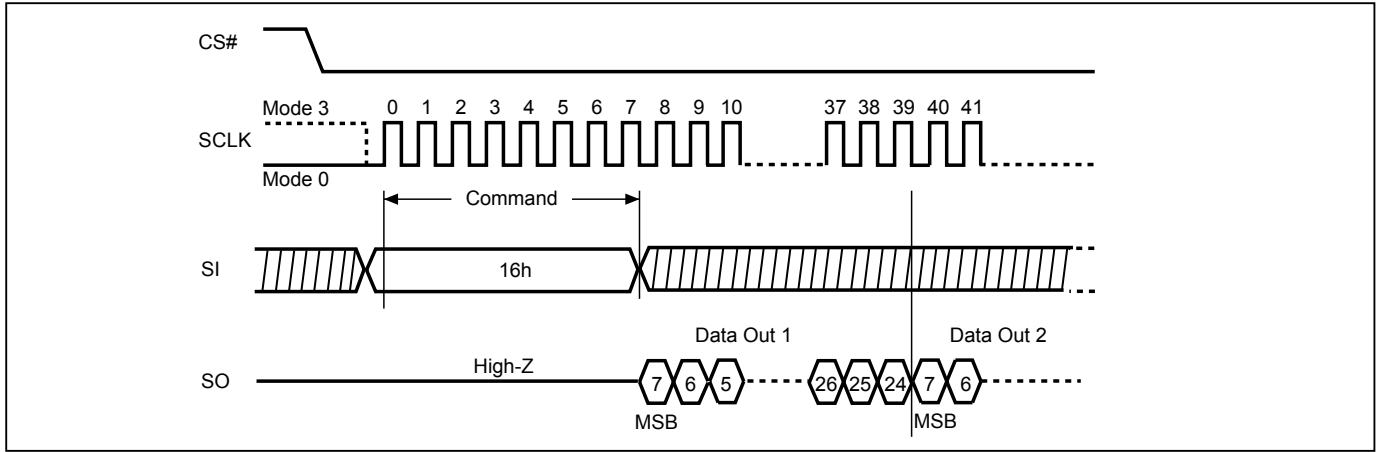 CS#
Mode 3
0 1 2 3 4 5 6 7 8 9 10 37 38 39 40 41
SCLK
Mode 0
Command
SI
16h
Data Out 1 Data Out 2
High-Z
SO
7 6 5 26 25 24 7 6
MSB MSB